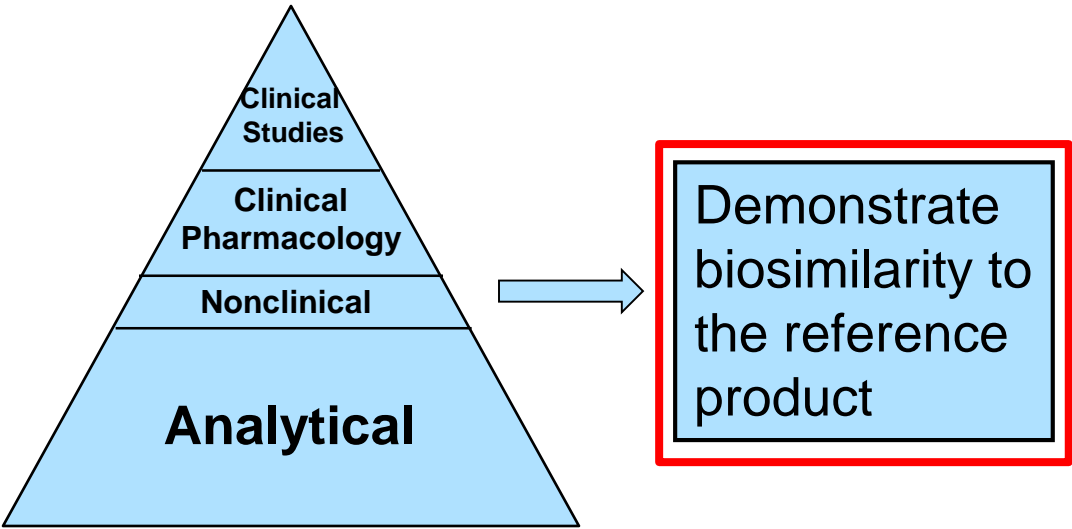 Clinical
Studies
Clinical
Pharmacology
Nonclinical
Analytical
Demonstrate
biosimilarity to
the reference
product